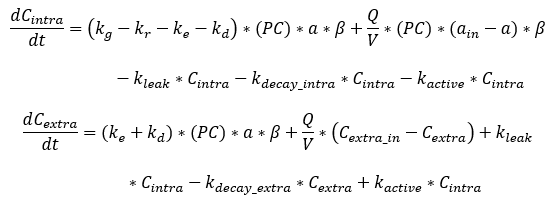 dC_intra/dt = (k_g − k_r − k_e − k_d) * (PC) * a * β + Q/V * (PC) * (a_in − a) * β
− k_leak * C_intra − k_decay_intra * C_intra − k_active * C_intra
dC_extra/dt = (k_e + k_d) * (PC) * a * β + Q/V * (C_extra_in − C_extra) + k_leak
* C_intra − k_decay_extra * C_extra + k_active * C_intra